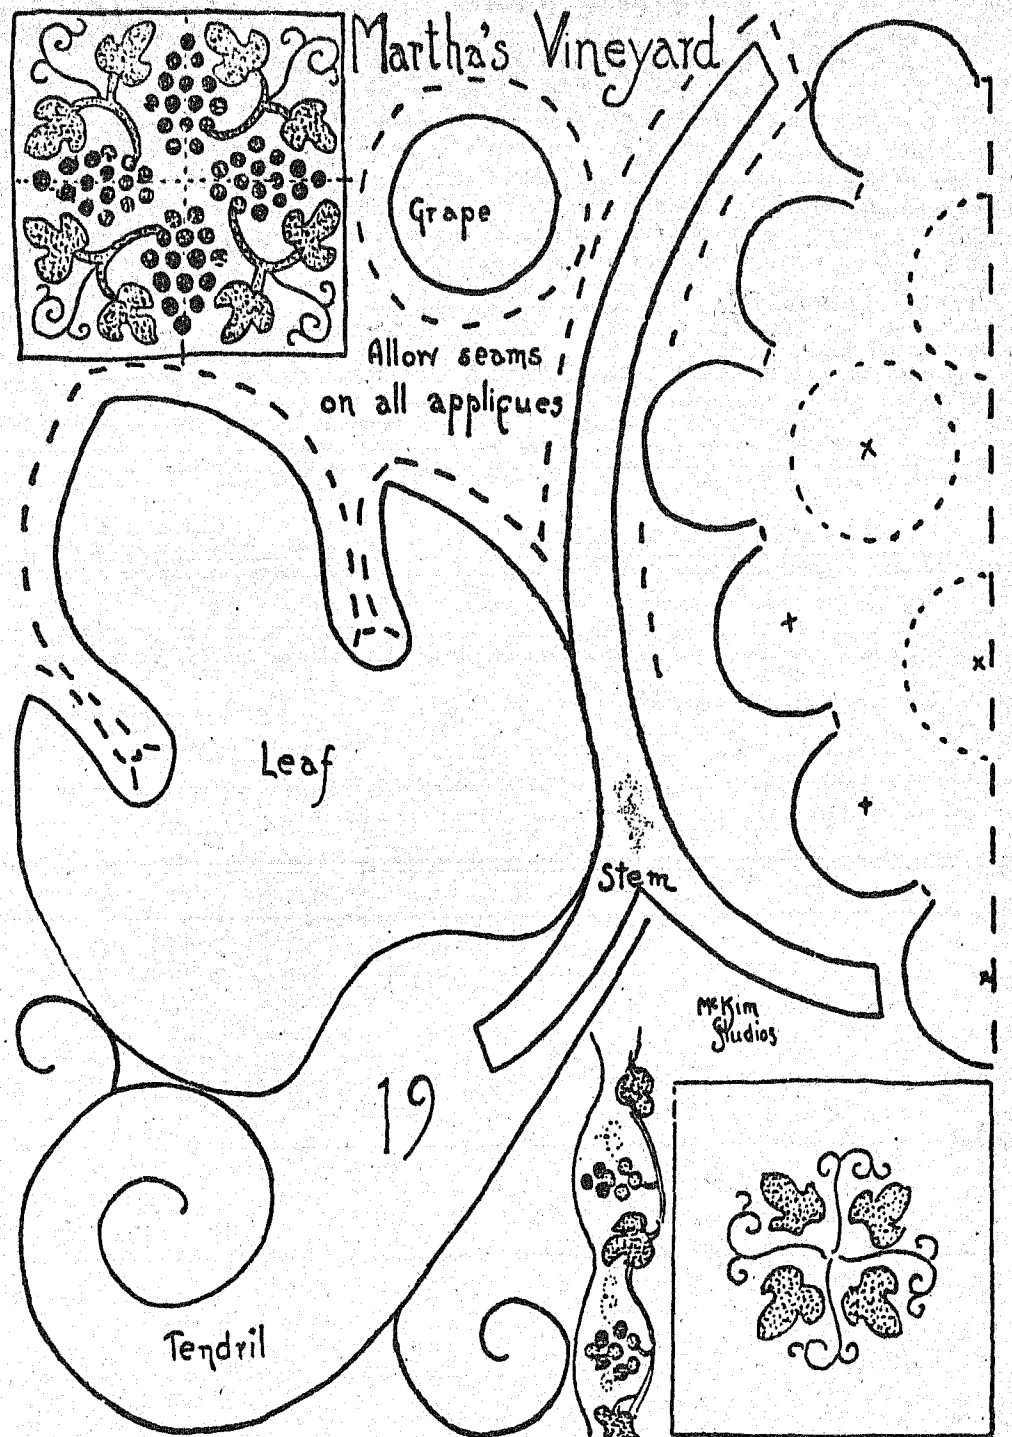 Martha's Vineyard
Grape
Allow seams
on all appliques
Leaf
Stem
McKim
Studios
19
Tendril